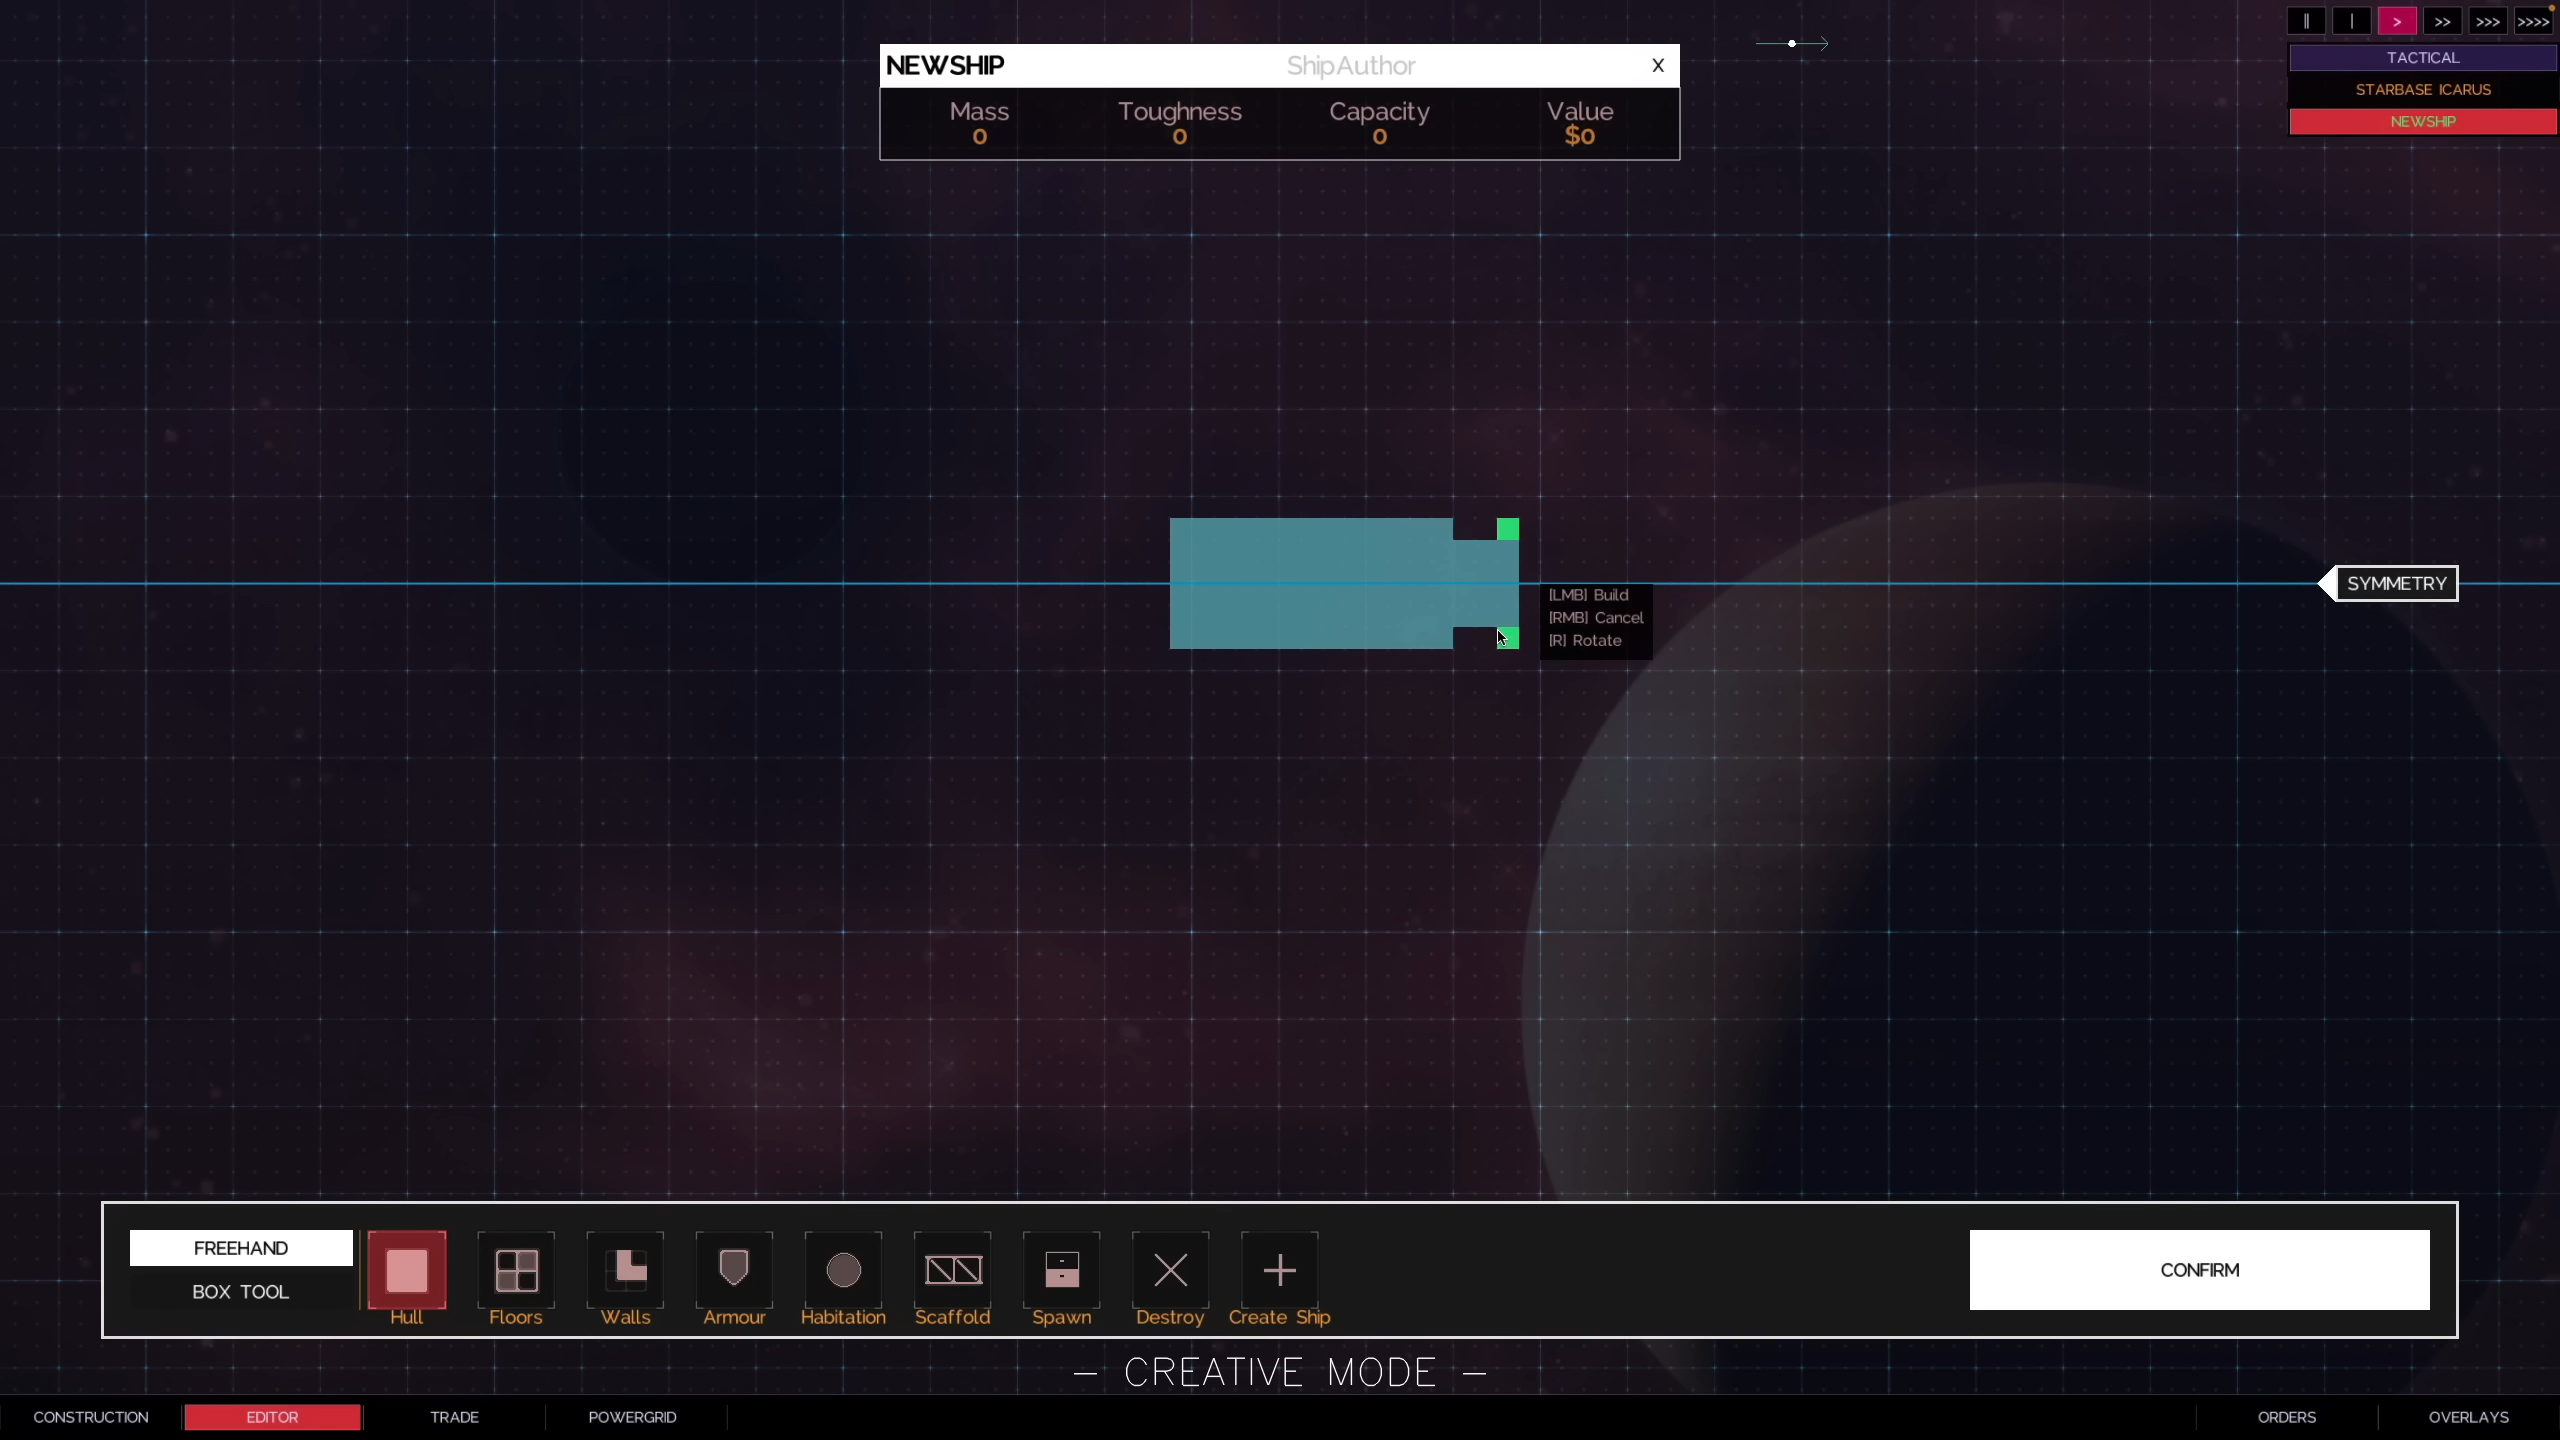 || | > >> >>> >>>>
NEWSHIP ShipAuthor X
TACTICAL
STARBASE ICARUS
NEWSHIP
Mass Toughness Capacity Value
0 0 0 $0
SYMMETRY
[LMB] Build
[RMB] Cancel
[R] Rotate
FREEHAND
BOX TOOL
CONFIRM
Hull Floors Walls Armour Habitation Scaffold Spawn Destroy Create Ship
— CREATIVE MODE —
CONSTRUCTION EDITOR TRADE POWERGRID ORDERS OVERLAYS